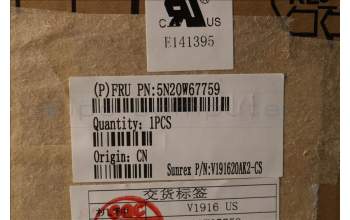 C US
E141395
(P)FRU PN:5N20W67759
Quantity: 1PCS
Origin: CN
Sunrex P/N:V191620AK2-CS
交货标签
V1916 US